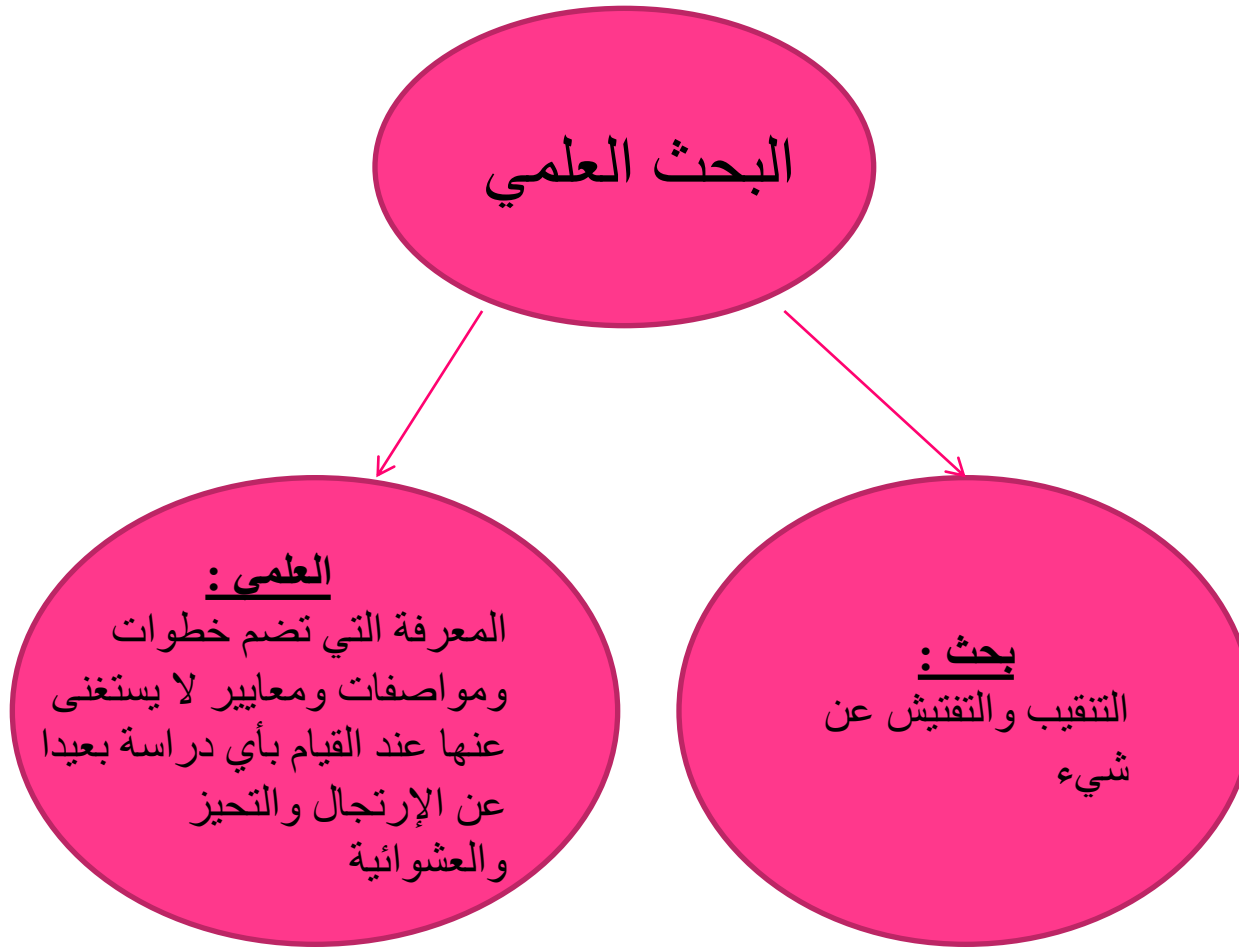 البحث العلمي
بحث :
التنقيب والتفتيش عن
شيء
العلمي :
المعرفة التي تضم خطوات
ومواصفات ومعايير لا يستغنى
عنها عند القيام بأي دراسة بعيدا
عن الإرتجال والتحيز
والعشوائية